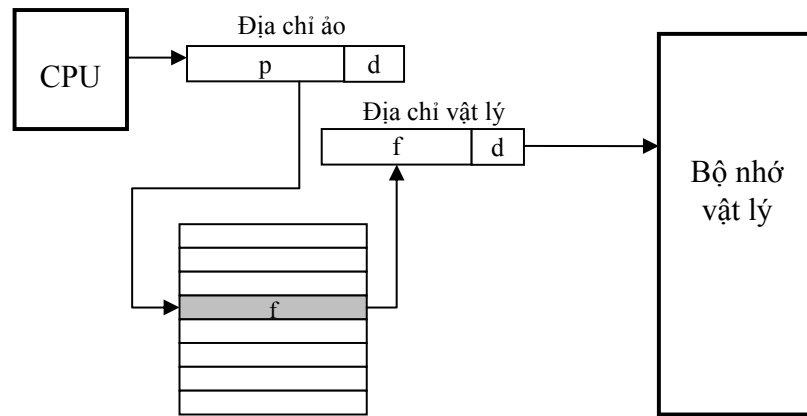 Địa chỉ ảo
CPU
p
d
Địa chỉ vật lý
f
d
Bộ nhớ
vật lý
f